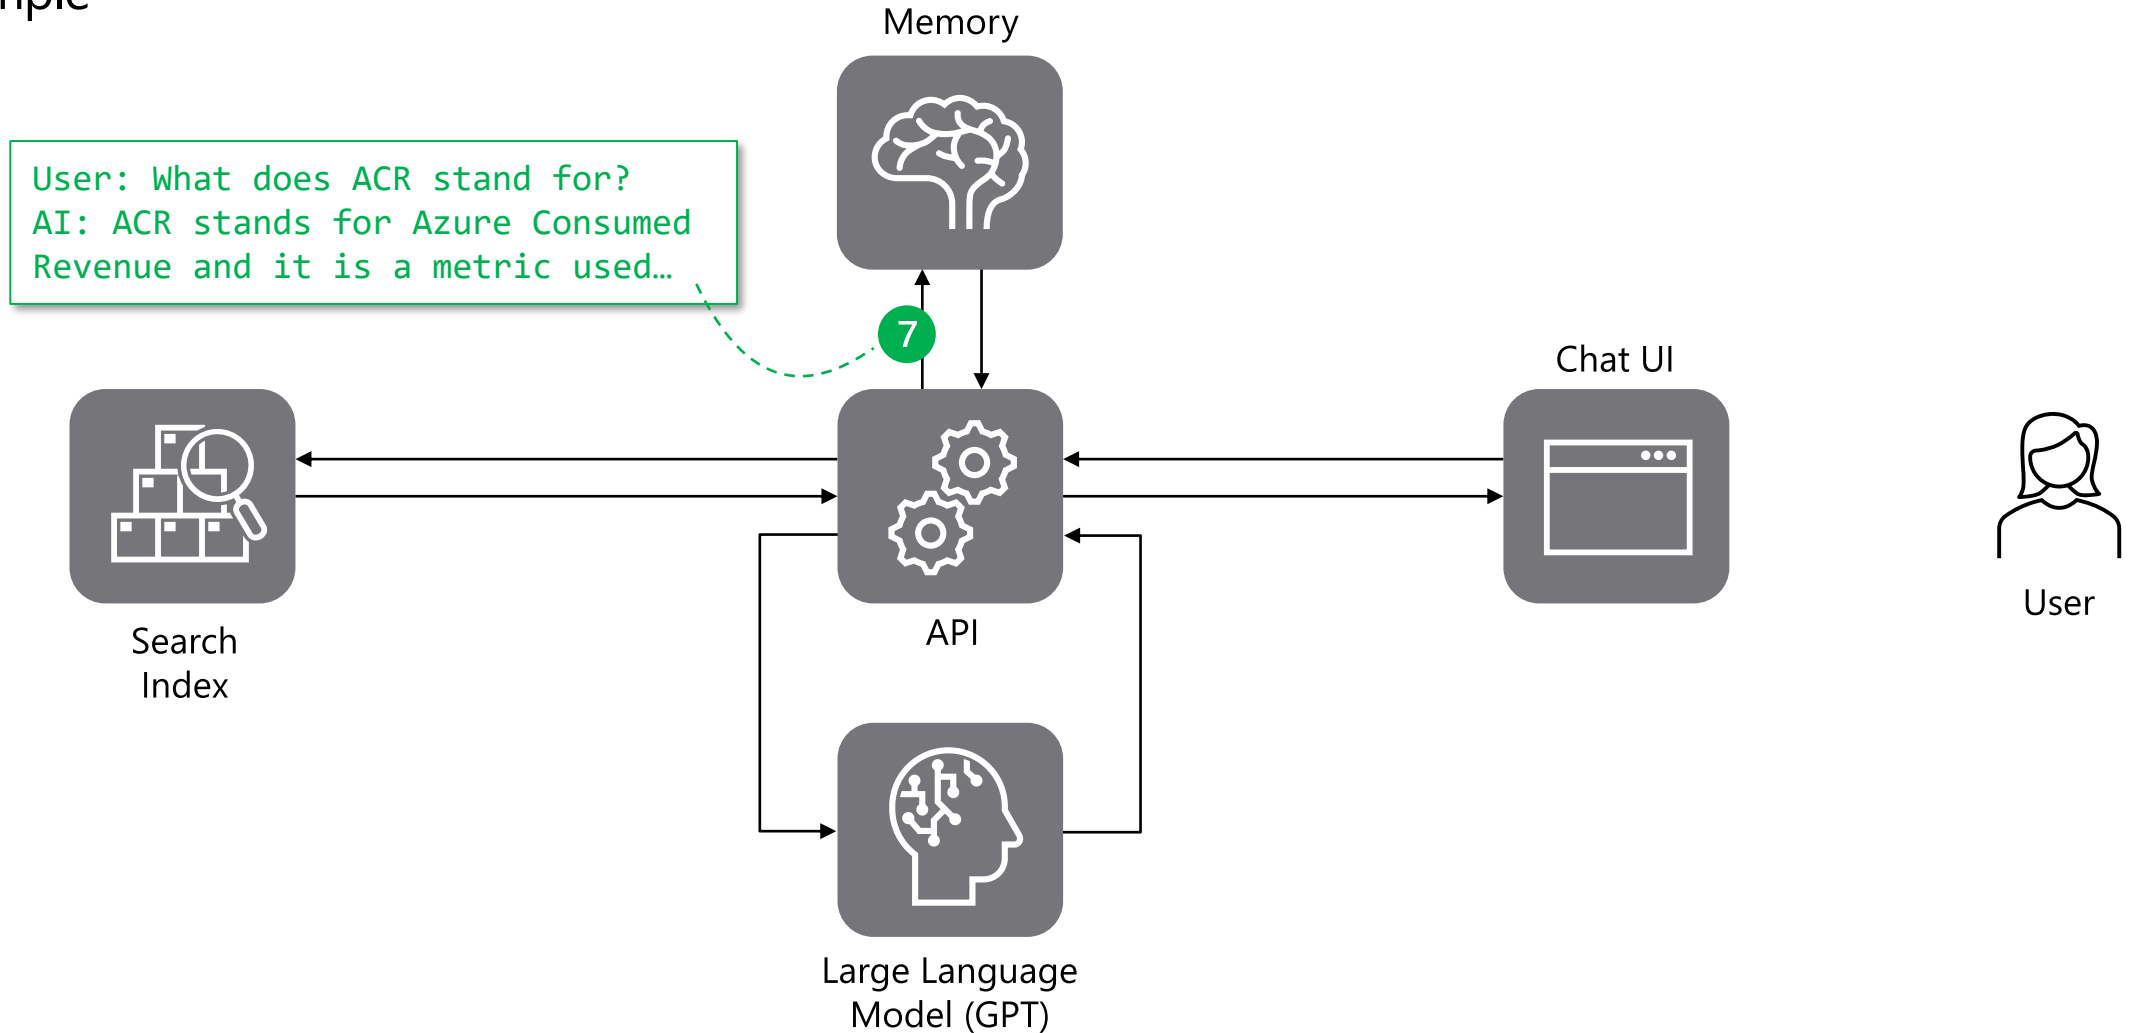 Memory
User: What does ACR stand for?
AI: ACR stands for Azure Consumed
Revenue and it is a metric used…
7
Chat UI
Search
Index
API
User
Large Language
Model (GPT)